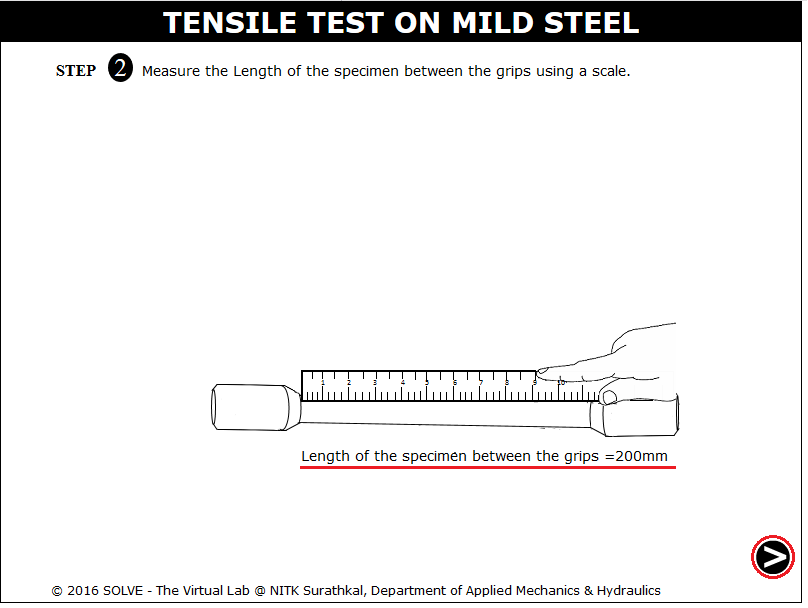 TENSILE TEST ON MILD STEEL
STEP 2 Measure the Length of the specimen between the grips using a scale.
1 2 3 4 5 6 7 8 9 10
Length of the specimen between the grips =200mm
>
© 2016 SOLVE - The Virtual Lab @ NITK Surathkal, Department of Applied Mechanics & Hydraulics